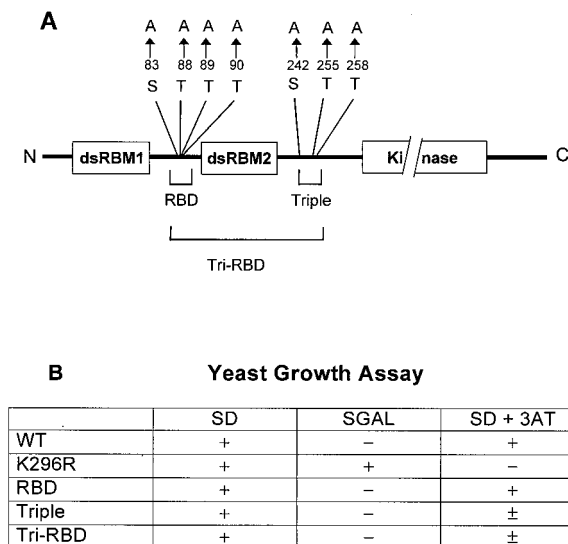 A
A A A A A A A
83 88 89 90 242 255 258
S T T T S T T
N dsRBM1 dsRBM2 Ki nase C
RBD Triple
Tri-RBD
B Yeast Growth Assay
SD SGAL SD + 3AT
WT + − +
K296R + + −
RBD + − +
Triple + − ±
Tri-RBD + − ±